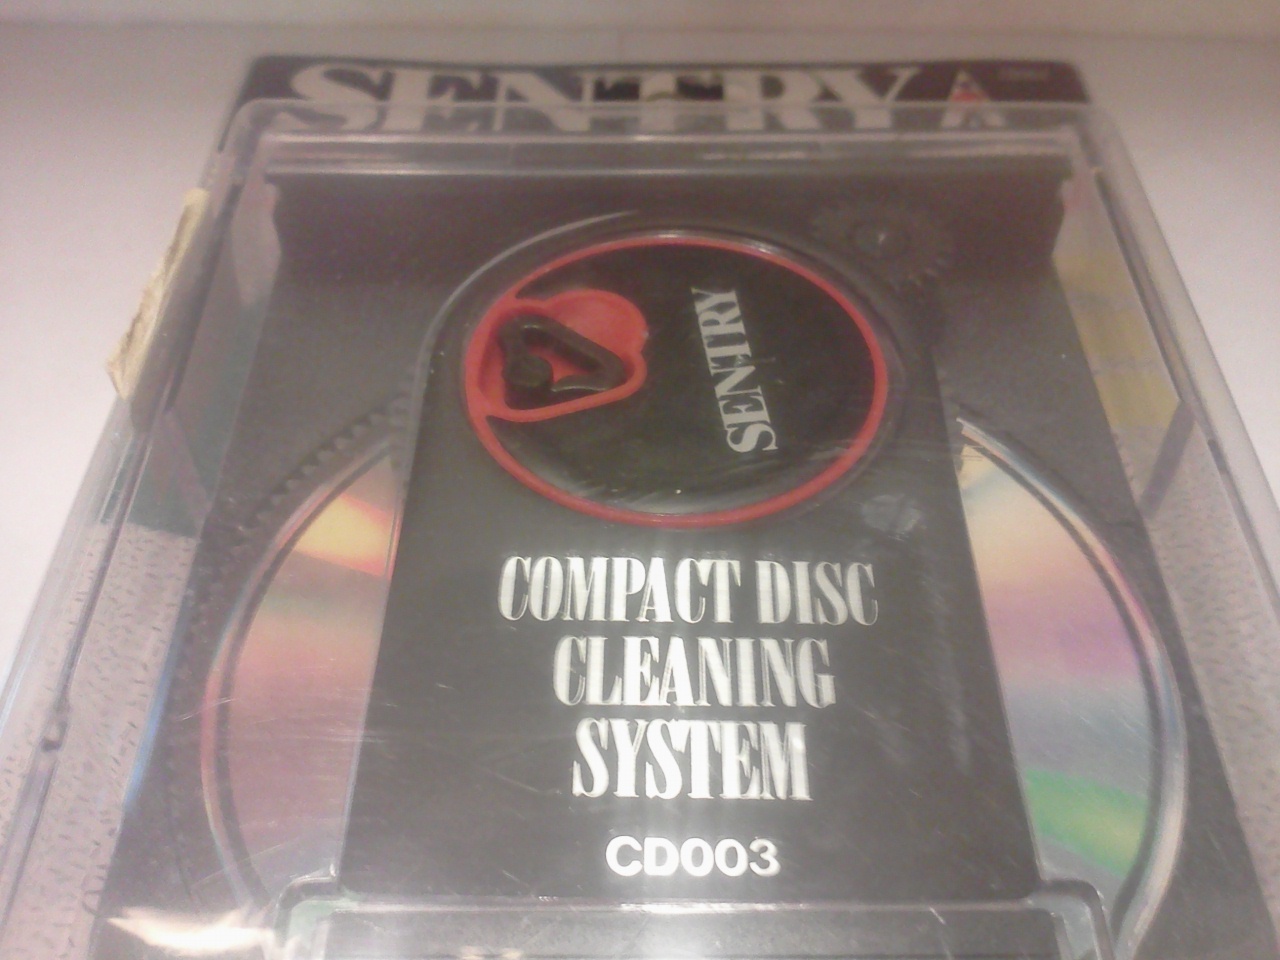 SENTRY
SENTRY
COMPACT DISC
CLEANING
SYSTEM
CD003